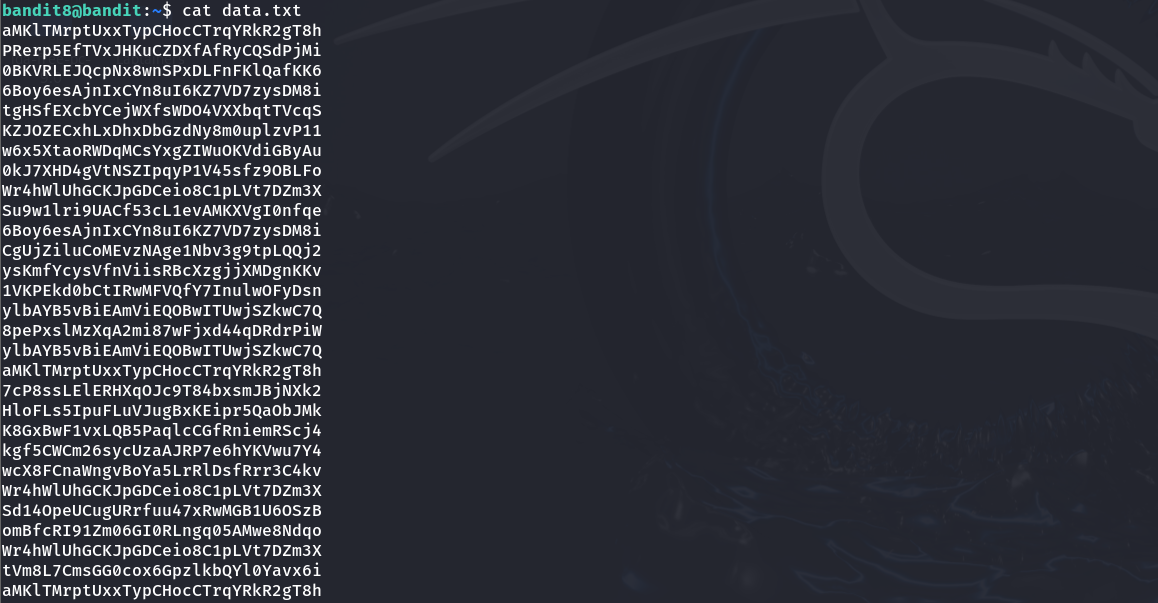 bandit8@bandit:~$ cat data.txt
aMKlTMrptUxxTypCHocCTrqYRkR2gT8h
PRerp5EfTVxJHKuCZDXfAfRyCQSdPjMi
0BKVRLEJQcpNx8wnSPxDLFnFKlQafKK6
6Boy6esAjnIxCYn8uI6KZ7VD7zysDM8i
tgHSfEXcbYCejWXfsWDO4VXXbqtTVcqS
KZJOZECxhLxDhxDbGzdNy8m0uplzvP11
w6x5XtaoRWDqMCsYxgZIWuOKVdiGByAu
0kJ7XHD4gVtNSZIpqyP1V45sfz9OBLFo
Wr4hWlUhGCKJpGDCeio8C1pLVt7DZm3X
Su9w1lri9UACf53cL1evAMKXVgI0nfqe
6Boy6esAjnIxCYn8uI6KZ7VD7zysDM8i
CgUjZiluCoMEvzNAge1Nbv3g9tpLQQj2
ysKmfYcysVfnViisRBcXzgjjXMDgnKKv
1VKPEkd0bCtIRwMFVQfY7InulwOFyDsn
ylbAYB5vBiEAmViEQOBwITUwjSZkwC7Q
8pePxslMzXqA2mi87wFjxd44qDRdrPiW
ylbAYB5vBiEAmViEQOBwITUwjSZkwC7Q
aMKlTMrptUxxTypCHocCTrqYRkR2gT8h
7cP8ssLElERHXqOJc9T84bxsmJBjNXk2
HloFLs5IpuFLuVJugBxKEipr5QaObJMk
K8GxBwF1vxLQB5PaqlcCGfRniemRScj4
kgf5CWCm26sycUzaAJRP7e6hYKVwu7Y4
wcX8FCnaWngvBoYa5LrRlDsfRrr3C4kv
Wr4hWlUhGCKJpGDCeio8C1pLVt7DZm3X
Sd14OpeUCugURrfuu47xRwMGB1U6OSzB
omBfcRI91Zm06GI0RLngq05AMwe8Ndqo
Wr4hWlUhGCKJpGDCeio8C1pLVt7DZm3X
tVm8L7CmsGG0cox6GpzlkbQYl0Yavx6i
aMKlTMrptUxxTypCHocCTrqYRkR2gT8h